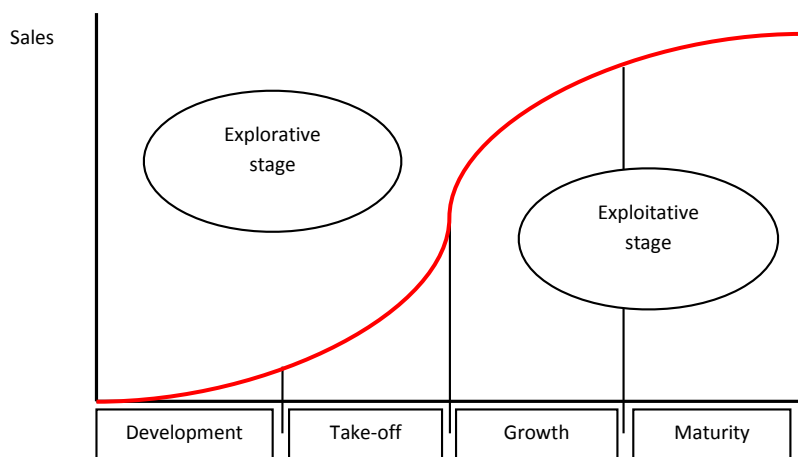 Sales
Explorative
stage
Exploitative
stage
Development
Take-off
Growth
Maturity